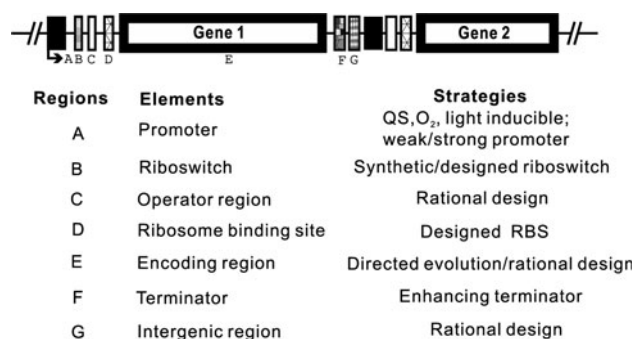 Gene 1 Gene 2
A B C D E F G
Regions Elements Strategies
A Promoter QS,O₂, light inducible;
weak/strong promoter
B Riboswitch Synthetic/designed riboswitch
C Operator region Rational design
D Ribosome binding site Designed RBS
E Encoding region Directed evolution/rational design
F Terminator Enhancing terminator
G Intergenic region Rational design